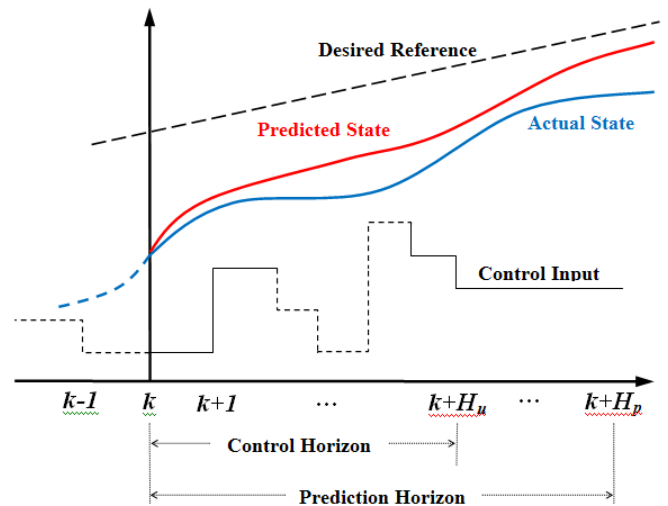 Desired Reference
Predicted State
Actual State
Control Input
k-1 k k+1 ... k+Hu ... k+Hp
Control Horizon
Prediction Horizon